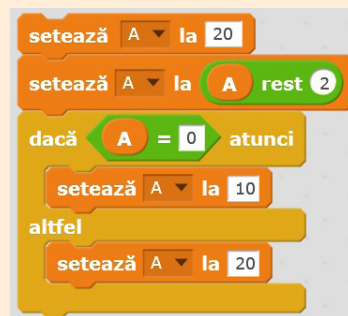 setează A la 20
setează A la A rest 2
dacă A = 0 atunci
setează A la 10
altfel
setează A la 20